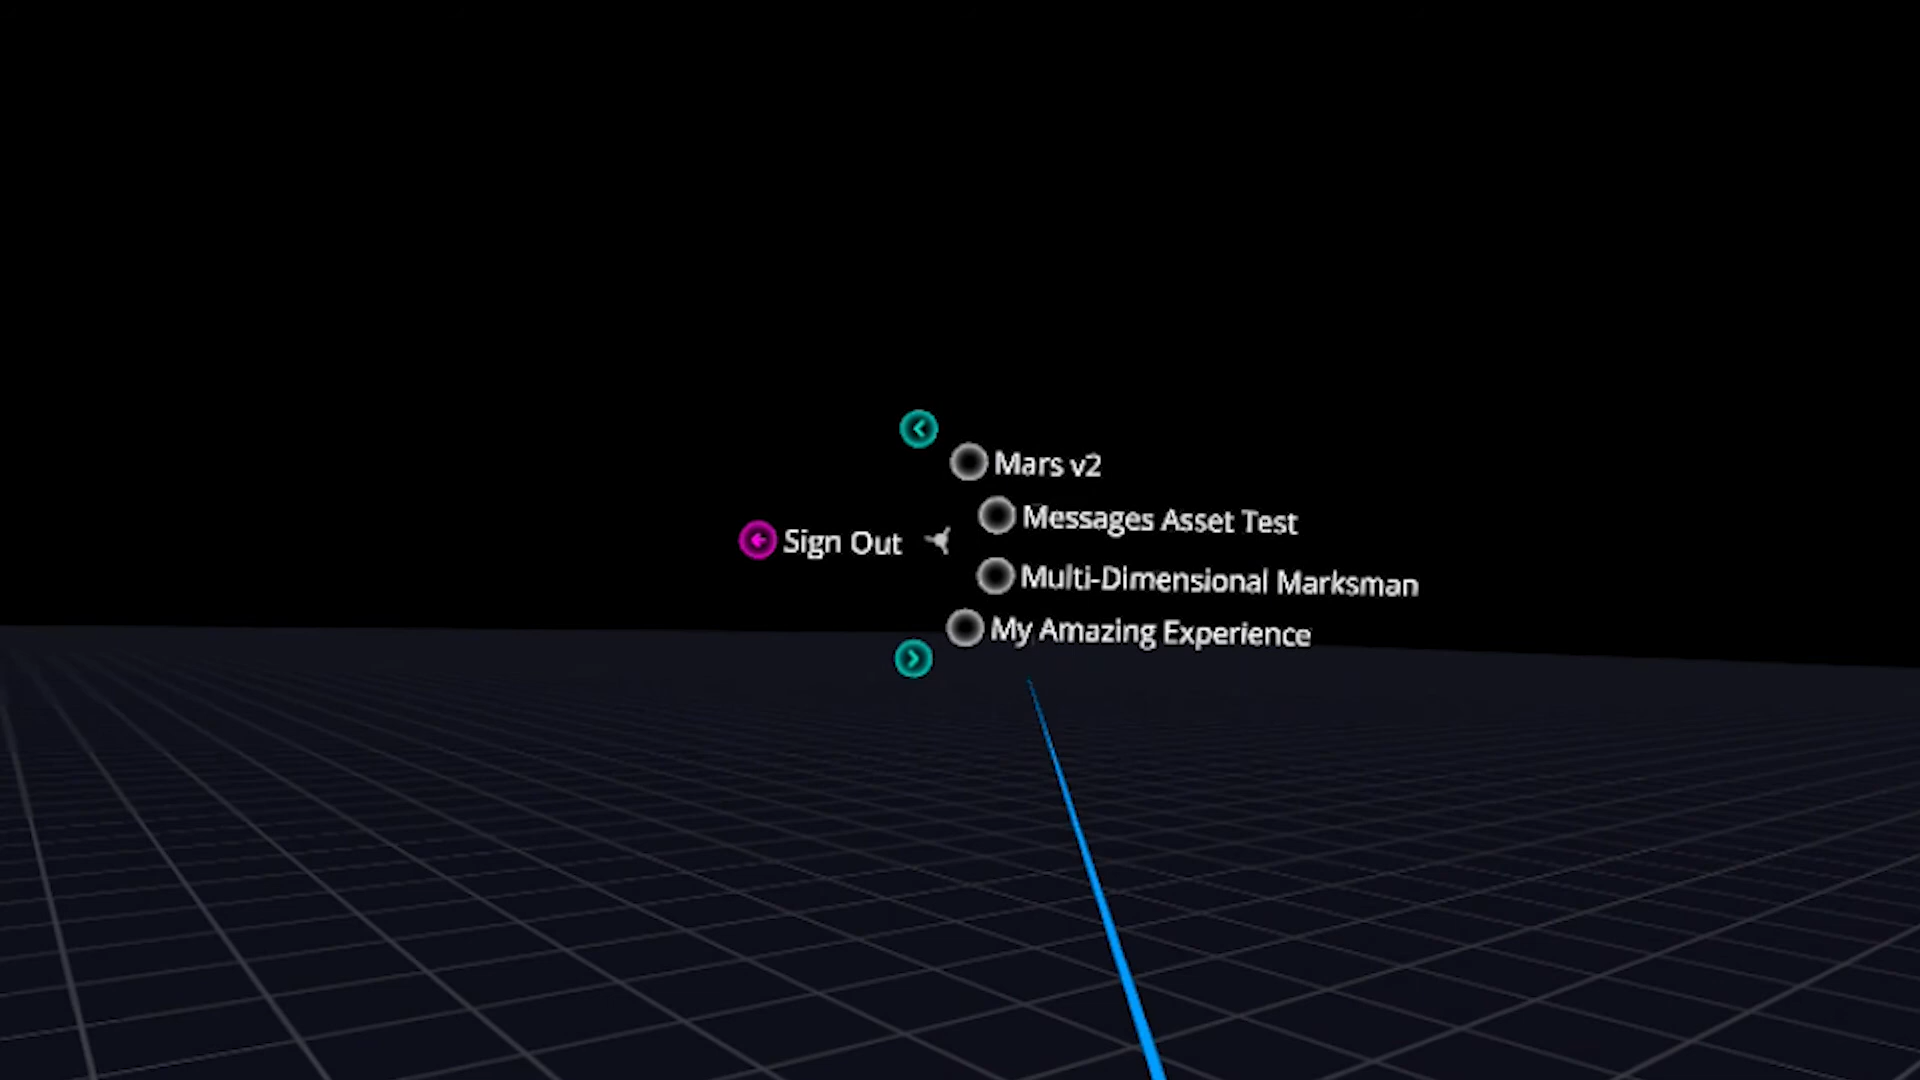 Mars v2
Messages Asset Test
Sign Out
Multi-Dimensional Marksman
My Amazing Experience